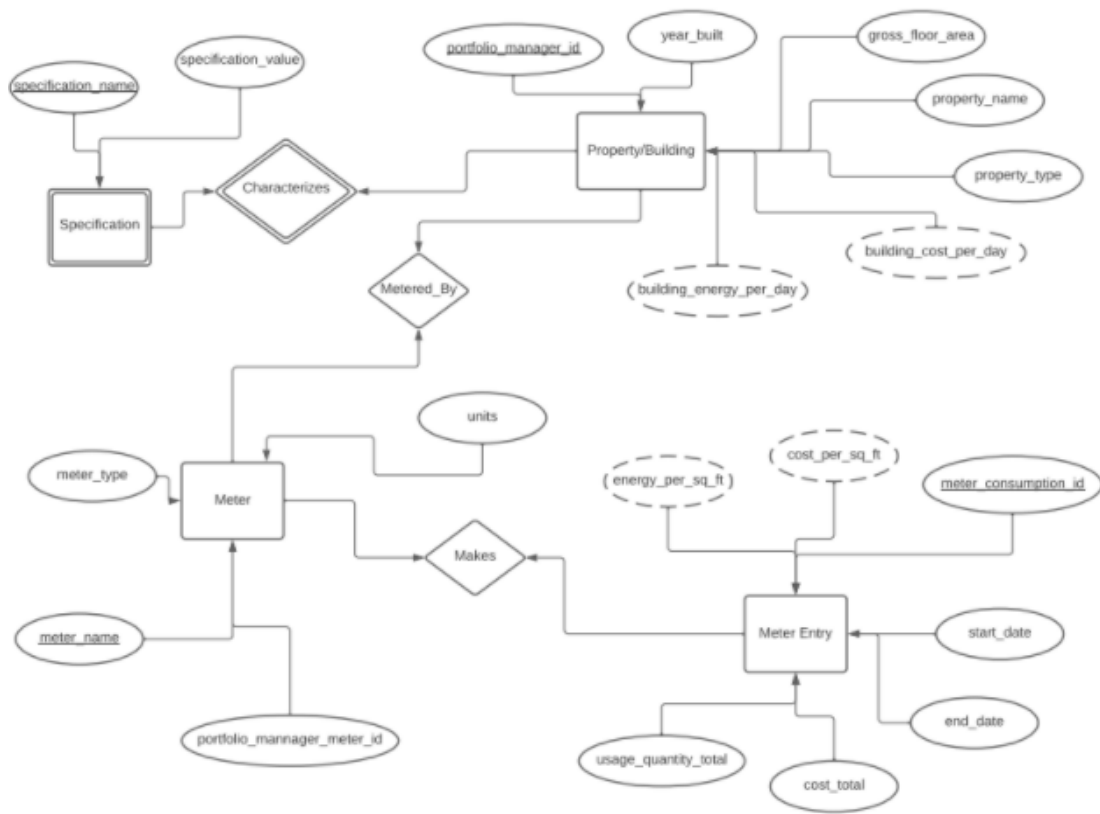 portfolio_manager_id
year_built
gross_floor_area
specification_value
specification_name
property_name
Property/Building
property_type
Characterizes
Specification
building_cost_per_day
Metered_By
building_energy_per_day
units
cost_per_sq_ft
meter_type
energy_per_sq_ft
meter_consumption_id
Meter
Makes
meter_name
Meter Entry
start_date
end_date
portfolio_mannager_meter_id
usage_quantity_total
cost_total